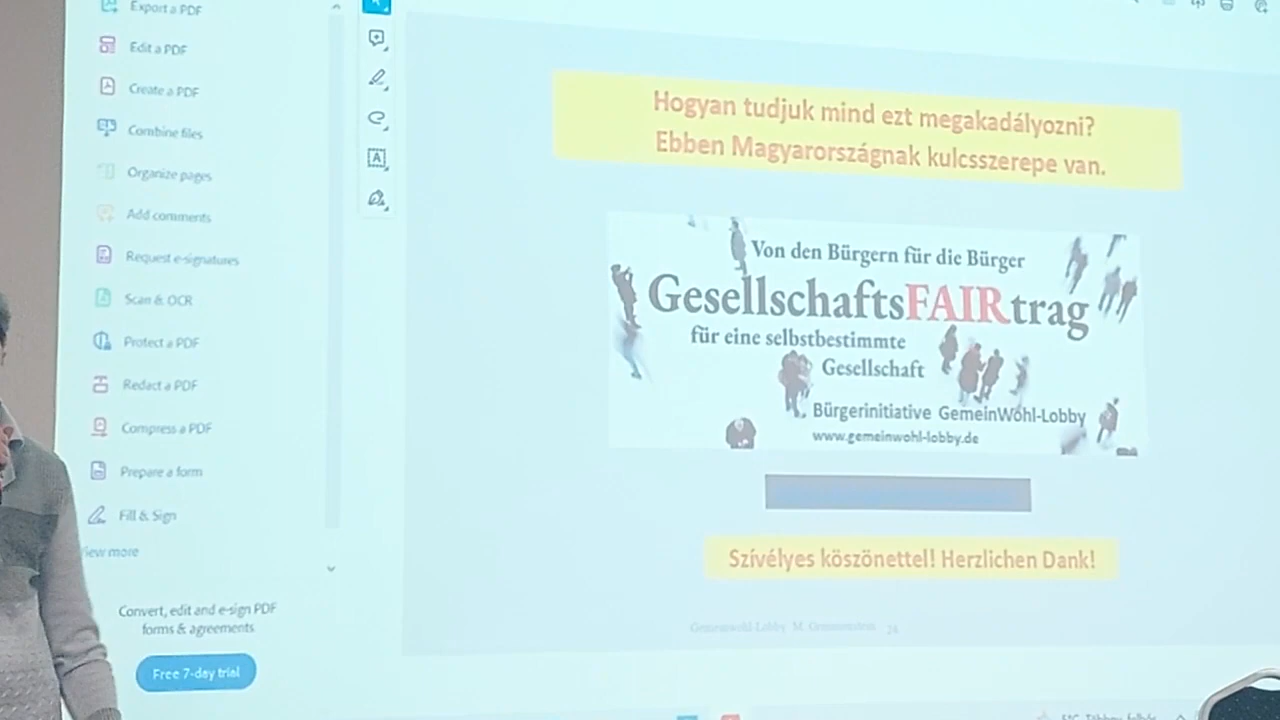 Export a PDF
Edit a PDF
Create a PDF
Combine files
Organize pages
Add comments
Request e-signatures
Scan & OCR
Protect a PDF
Redact a PDF
Compress a PDF
Prepare a form
Fill & Sign
View more
Convert, edit and e-sign PDF
forms & agreements
Free 7-day trial
Hogyan tudjuk mind ezt megakadályozni?
Ebben Magyarországnak kulcsszerepe van.
Von den Bürgern für die Bürger
GesellschaftsFAIRtrag
für eine selbstbestimmte
Gesellschaft
Bürgerinitiative GemeinWohl-Lobby
www.gemeinwohl-lobby.de
Szívélyes köszönettel! Herzlichen Dank!
Gemeinwohl-Lobby M.